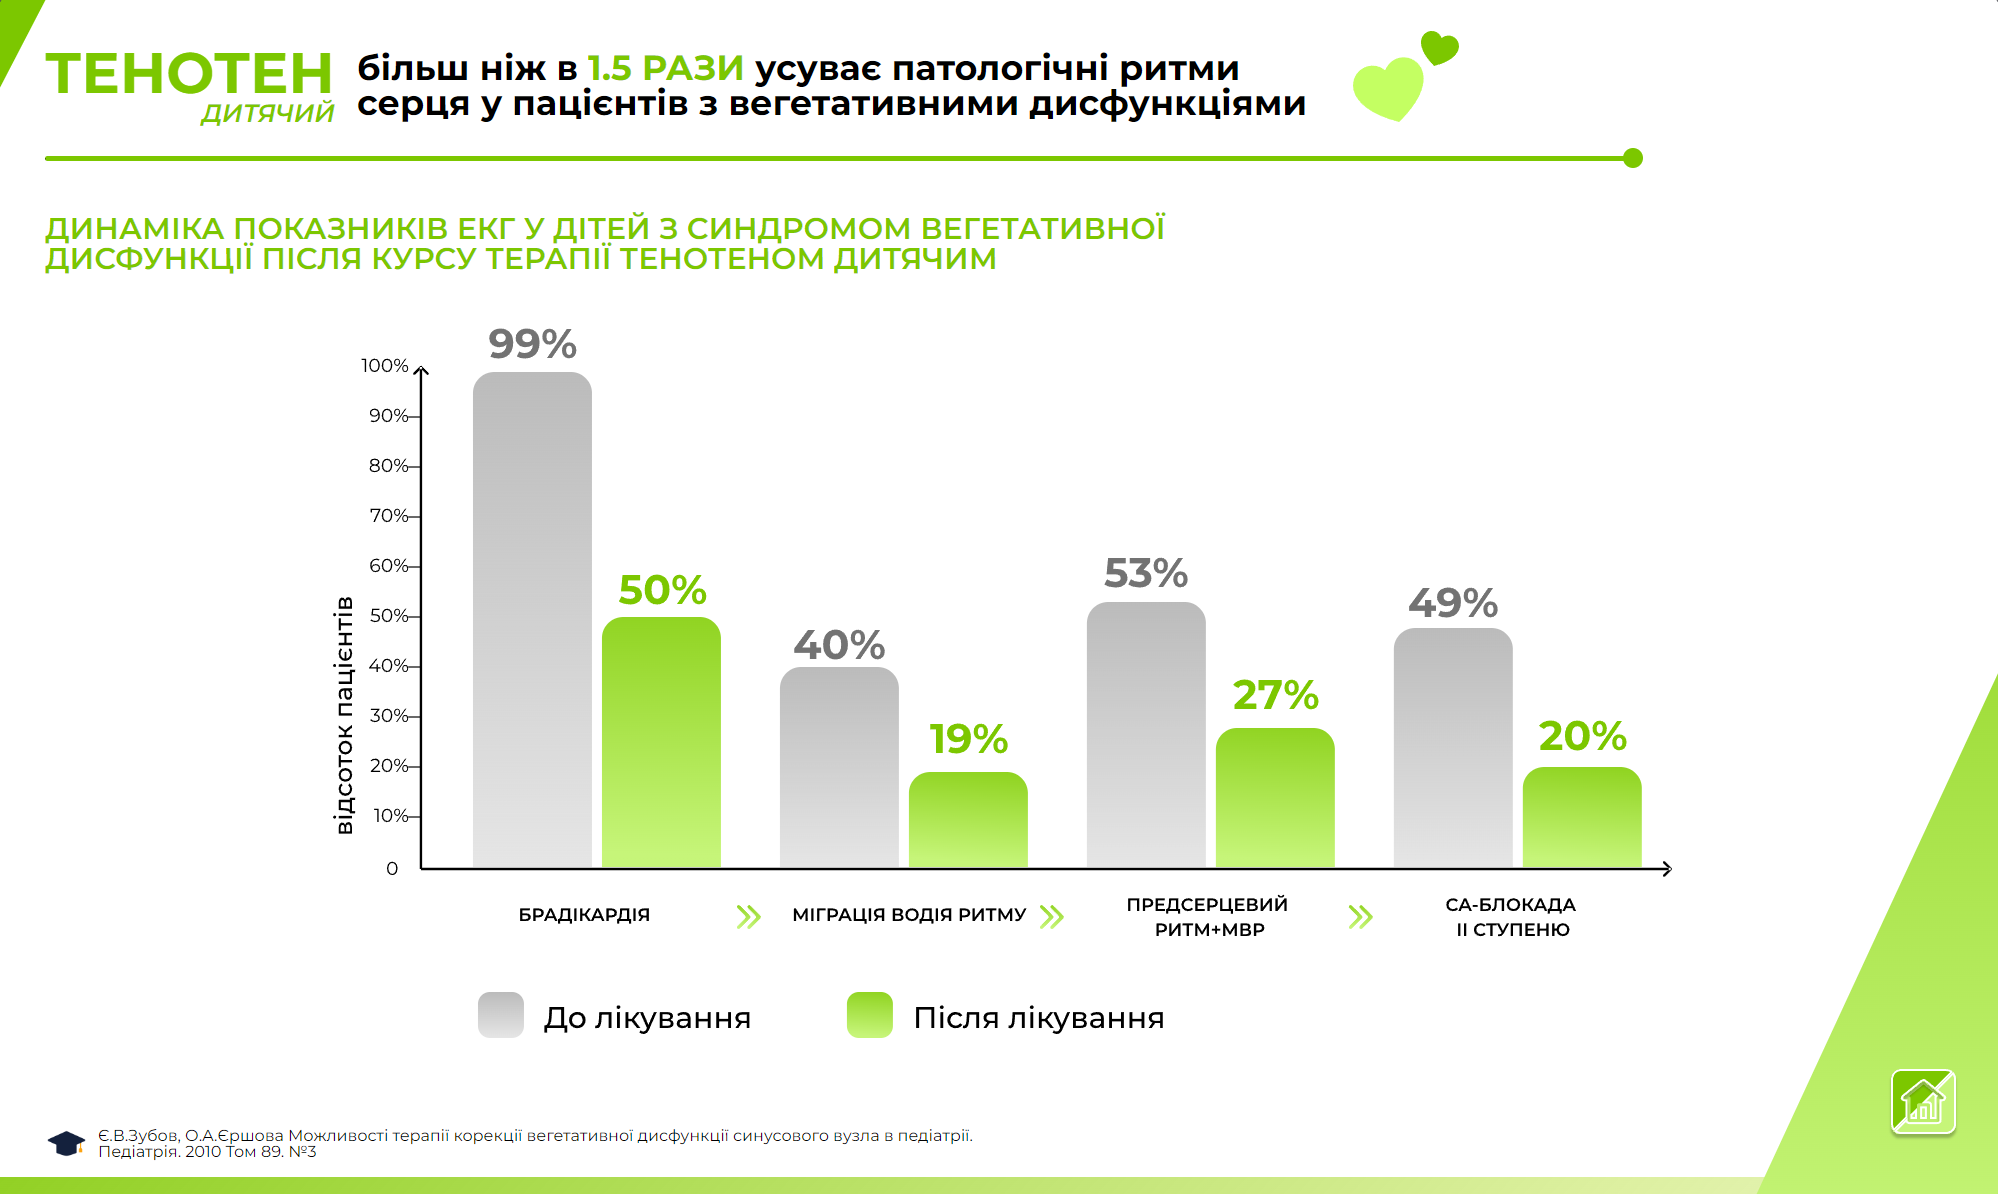 ТЕНОТЕН
ДИТЯЧИЙ
більш ніж в 1.5 РАЗИ усуває патологічні ритми
серця у пацієнтів з вегетативними дисфункціями
ДИНАМІКА ПОКАЗНИКІВ ЕКГ У ДІТЕЙ З СИНДРОМОМ ВЕГЕТАТИВНОЇ
ДИСФУНКЦІЇ ПІСЛЯ КУРСУ ТЕРАПІЇ ТЕНОТЕНОМ ДИТЯЧИМ
відсоток пацієнтів
100%
90%
80%
70%
60%
50%
40%
30%
20%
10%
0
99%
50%
40%
19%
53%
27%
49%
20%
БРАДІКАРДІЯ
МІГРАЦІЯ ВОДІЯ РИТМУ
ПРЕДСЕРЦЕВИЙ
РИТМ+МВР
СА-БЛОКАДА
ІІ СТУПЕНЮ
До лікування
Після лікування
Є.В.Зубов, О.А.Єршова Можливості терапії корекції вегетативної дисфункції синусового вузла в педіатрії.
Педіатрія. 2010 Том 89. №3